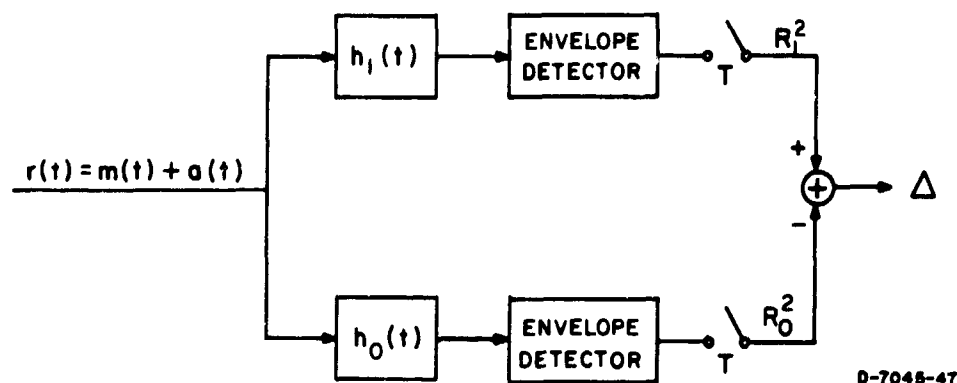 h₁(t)
ENVELOPE
DETECTOR
T
R₁²
r(t) = m(t) + a(t)
+
+
Δ
−
h₀(t)
ENVELOPE
DETECTOR
T
R₀²
D-7045-47